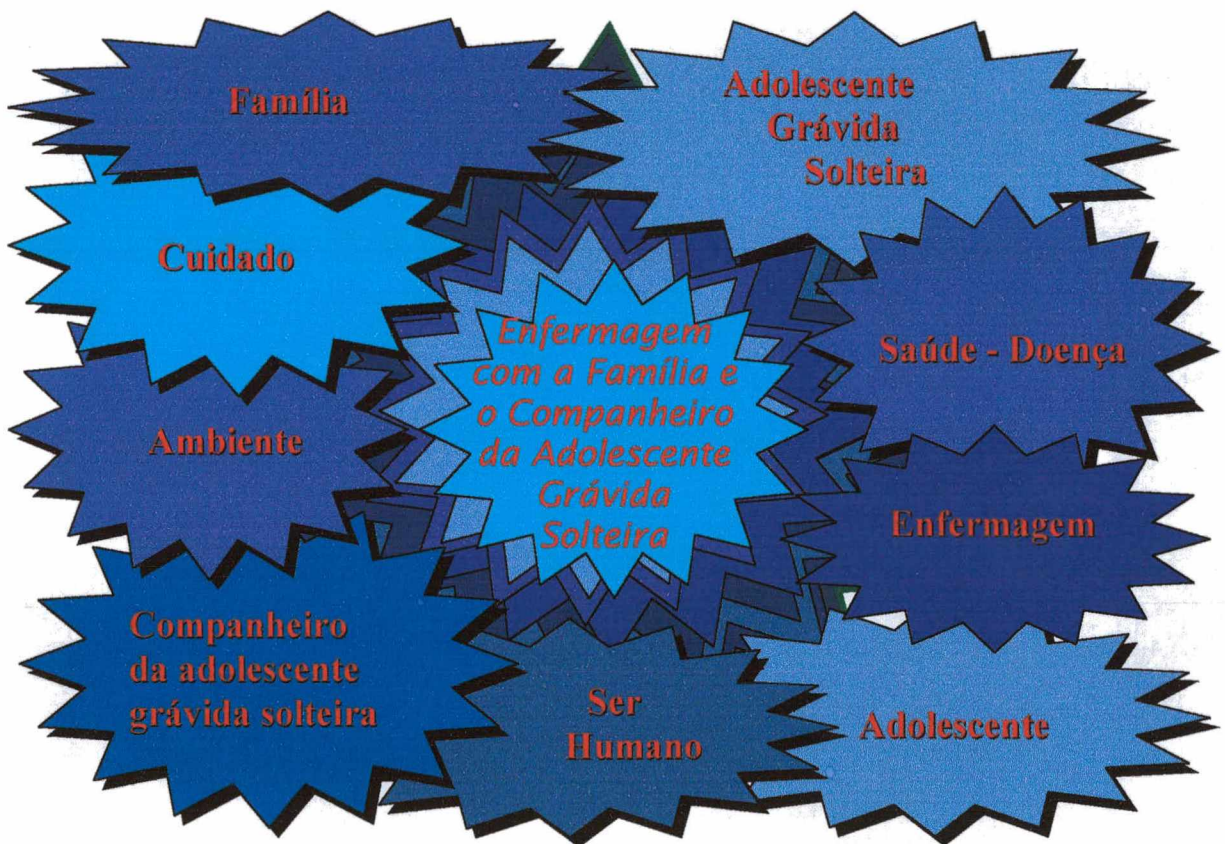 Família
Adolescente
Grávida
Solteira
Cuidado
Enfermagem
com a Família e
o Companheiro
da Adolescente
Grávida
Solteira
Saúde - Doença
Ambiente
Enfermagem
Companheiro
da adolescente
grávida solteira
Ser
Humano
Adolescente